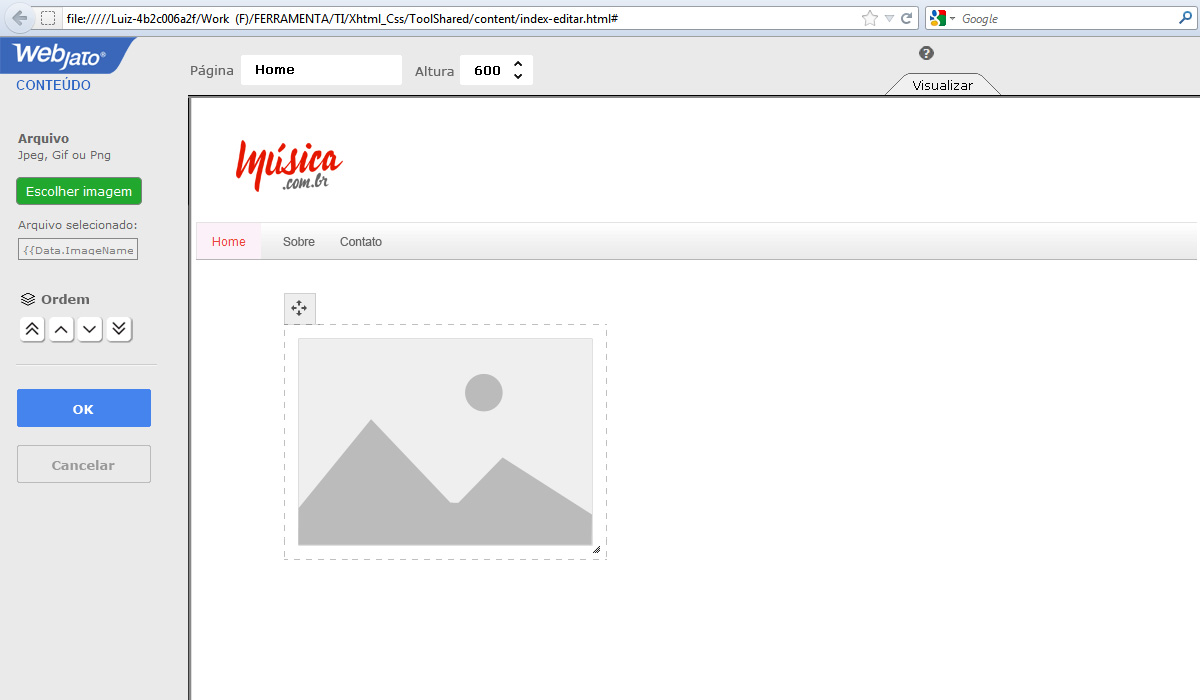 file://///Luiz-4b2c006a2f/Work (F)/FERRAMENTA/TI/Xhtml_Css/ToolShared/content/index-editar.html#
Google
WebJato®
CONTEÚDO
Página
Home
Altura
600
?
Visualizar
Arquivo
Jpeg, Gif ou Png
Escolher imagem
Arquivo selecionado:
{{Data.ImageName
Ordem
OK
Cancelar
Música
.com.br
Home
Sobre
Contato